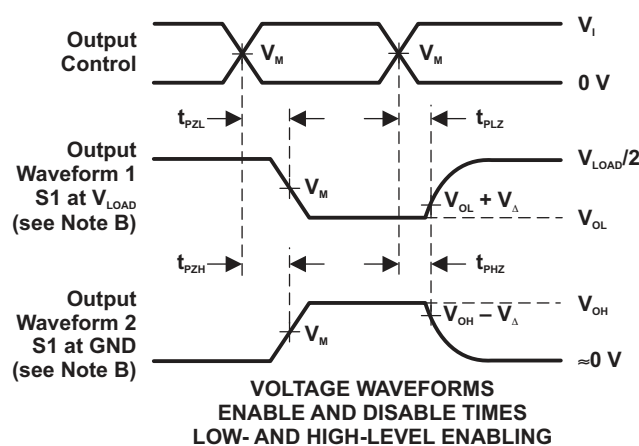 Output
Control
V_M
V_M
V_I
0 V
t_PZL
t_PLZ
Output
Waveform 1
S1 at V_LOAD
(see Note B)
V_M
V_LOAD/2
V_OL + V_Δ
V_OL
t_PZH
t_PHZ
Output
Waveform 2
S1 at GND
(see Note B)
V_M
V_OH
V_OH – V_Δ
≈0 V
VOLTAGE WAVEFORMS
ENABLE AND DISABLE TIMES
LOW- AND HIGH-LEVEL ENABLING